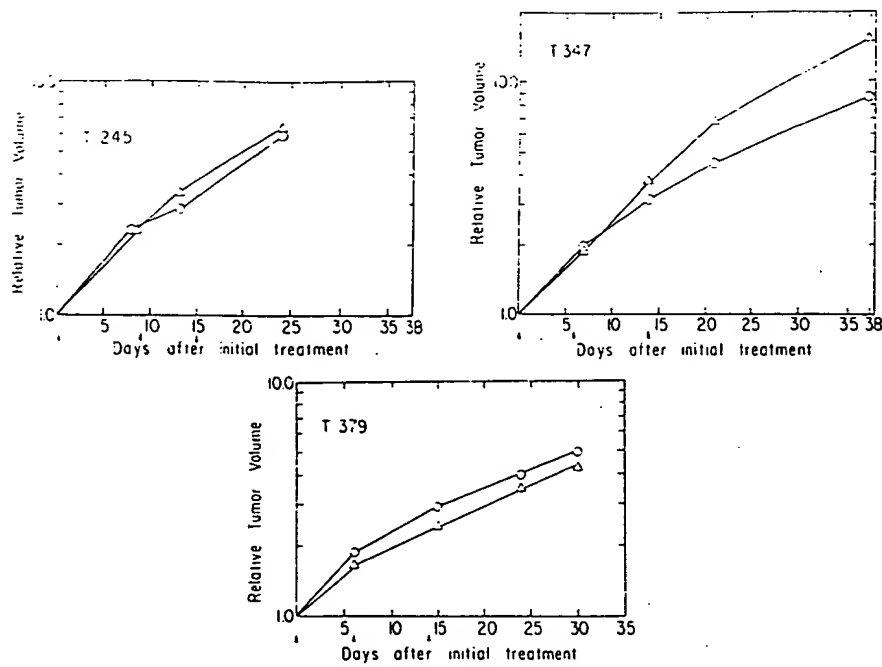 T 245
Relative Tumor Volume
1.0
5 10 15 20 25 30 35 38
Days after initial treatment
T 347
Relative Tumor Volume
10.0
1.0
5 10 15 20 25 30 35 38
Days after initial treatment
T 379
Relative Tumor Volume
10.0
1.0
5 10 15 20 25 30 35
Days after initial treatment